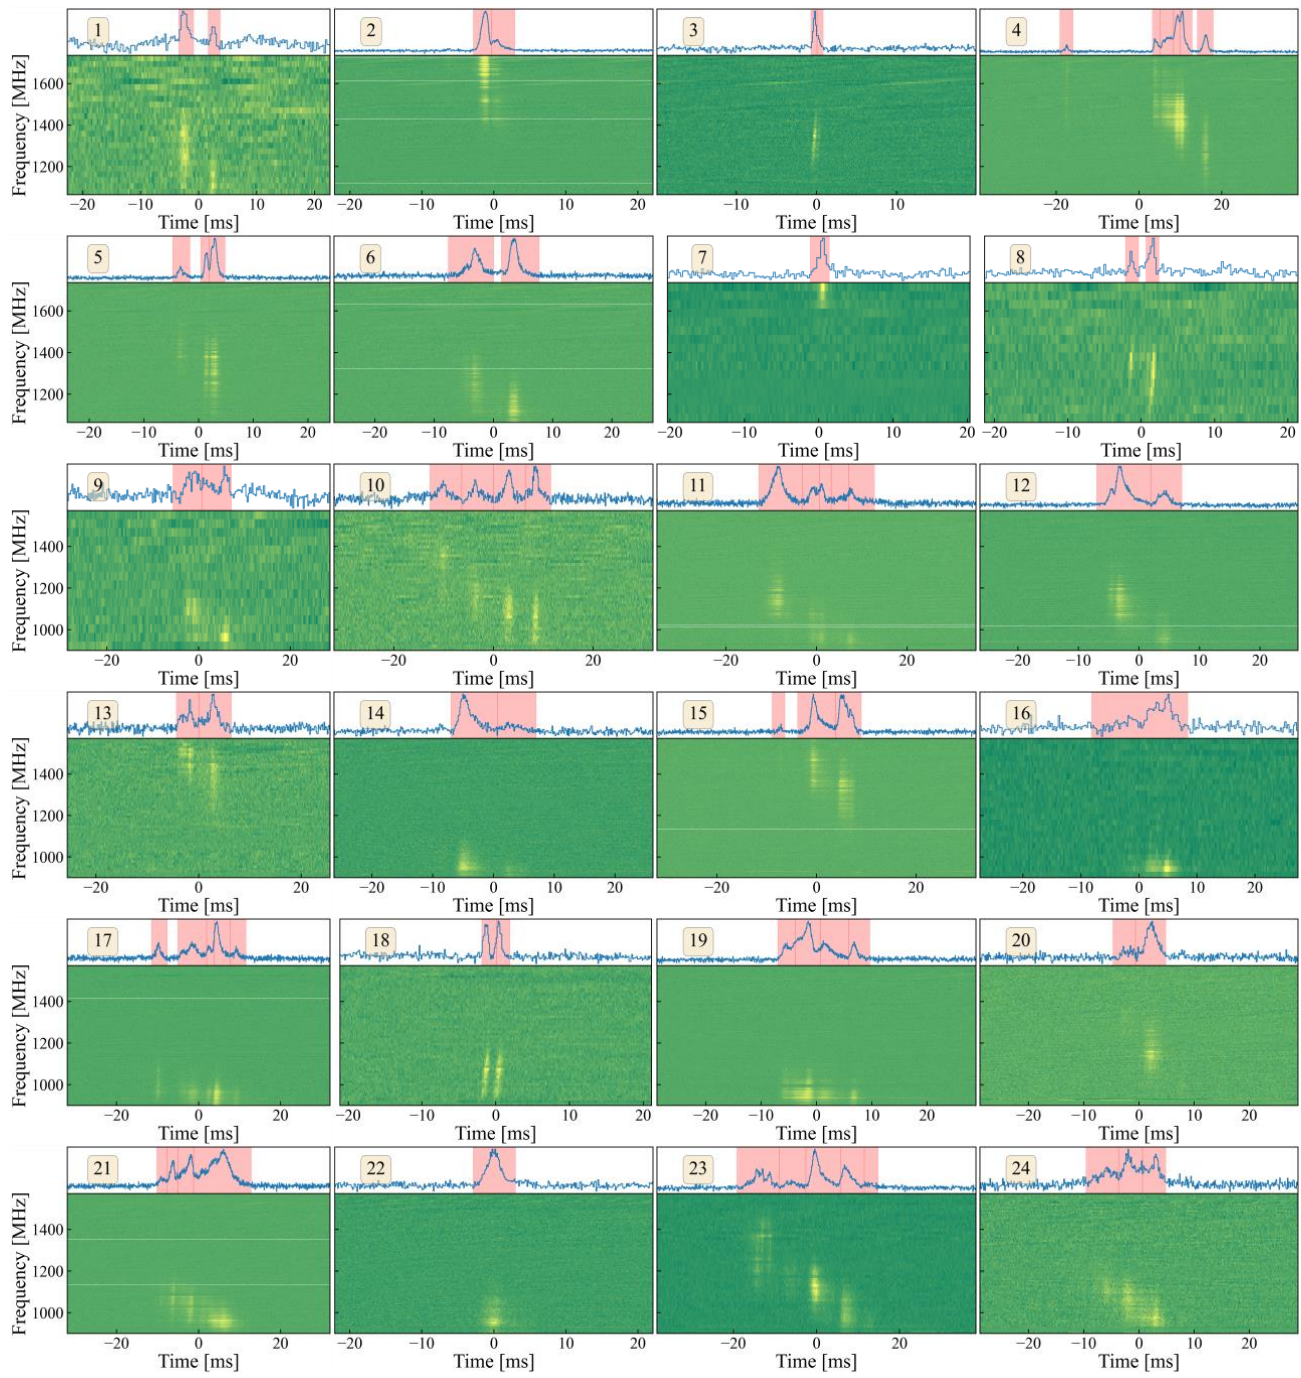 1 2 3 4
Frequency [MHz]
1600
1400
1200
−20 −10 0 10 20 −20 −10 0 10 20 −10 0 10 −20 0 20
Time [ms] Time [ms] Time [ms] Time [ms]
5 6 7 8
Frequency [MHz]
1600
1400
1200
−20 −10 0 10 20 −20 −10 0 10 20 −20 −10 0 10 20 −20 −10 0 10 20
Time [ms] Time [ms] Time [ms] Time [ms]
9 10 11 12
Frequency [MHz]
1400
1200
1000
−20 0 20 −20 0 20 −20 0 20 −20 −10 0 10 20
Time [ms] Time [ms] Time [ms] Time [ms]
13 14 15 16
Frequency [MHz]
1400
1200
1000
−20 0 20 −20 −10 0 10 20 −20 0 20 −20 −10 0 10 20
Time [ms] Time [ms] Time [ms] Time [ms]
17 18 19 20
Frequency [MHz]
1400
1200
1000
−20 0 20 −20 −10 0 10 20 −20 −10 0 10 20 −20 −10 0 10 20
Time [ms] Time [ms] Time [ms] Time [ms]
21 22 23 24
Frequency [MHz]
1400
1200
1000
−20 0 20 −20 −10 0 10 20 −20 0 20 −20 −10 0 10 20
Time [ms] Time [ms] Time [ms] Time [ms]